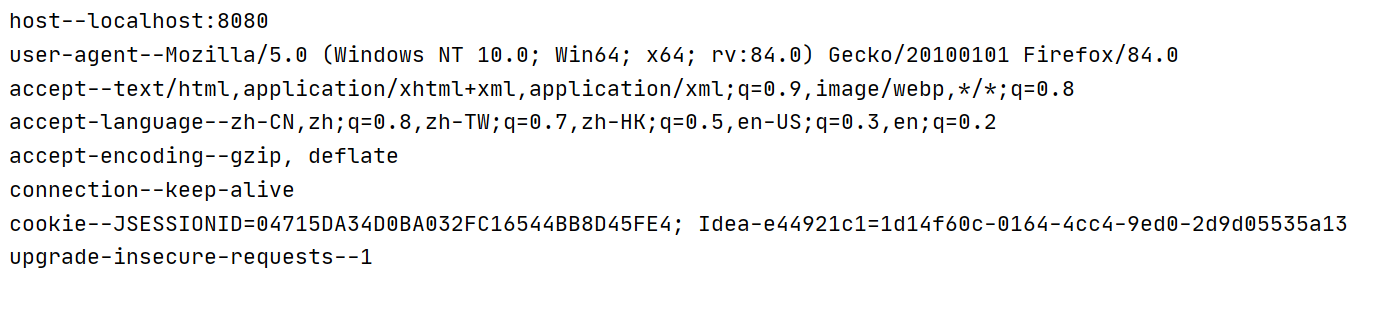 host--localhost:8080
user-agent--Mozilla/5.0 (Windows NT 10.0; Win64; x64; rv:84.0) Gecko/20100101 Firefox/84.0
accept--text/html,application/xhtml+xml,application/xml;q=0.9,image/webp,*/*;q=0.8
accept-language--zh-CN,zh;q=0.8,zh-TW;q=0.7,zh-HK;q=0.5,en-US;q=0.3,en;q=0.2
accept-encoding--gzip, deflate
connection--keep-alive
cookie--JSESSIONID=04715DA34D0BA032FC16544BB8D45FE4; Idea-e44921c1=1d14f60c-0164-4cc4-9ed0-2d9d05535a13
upgrade-insecure-requests--1